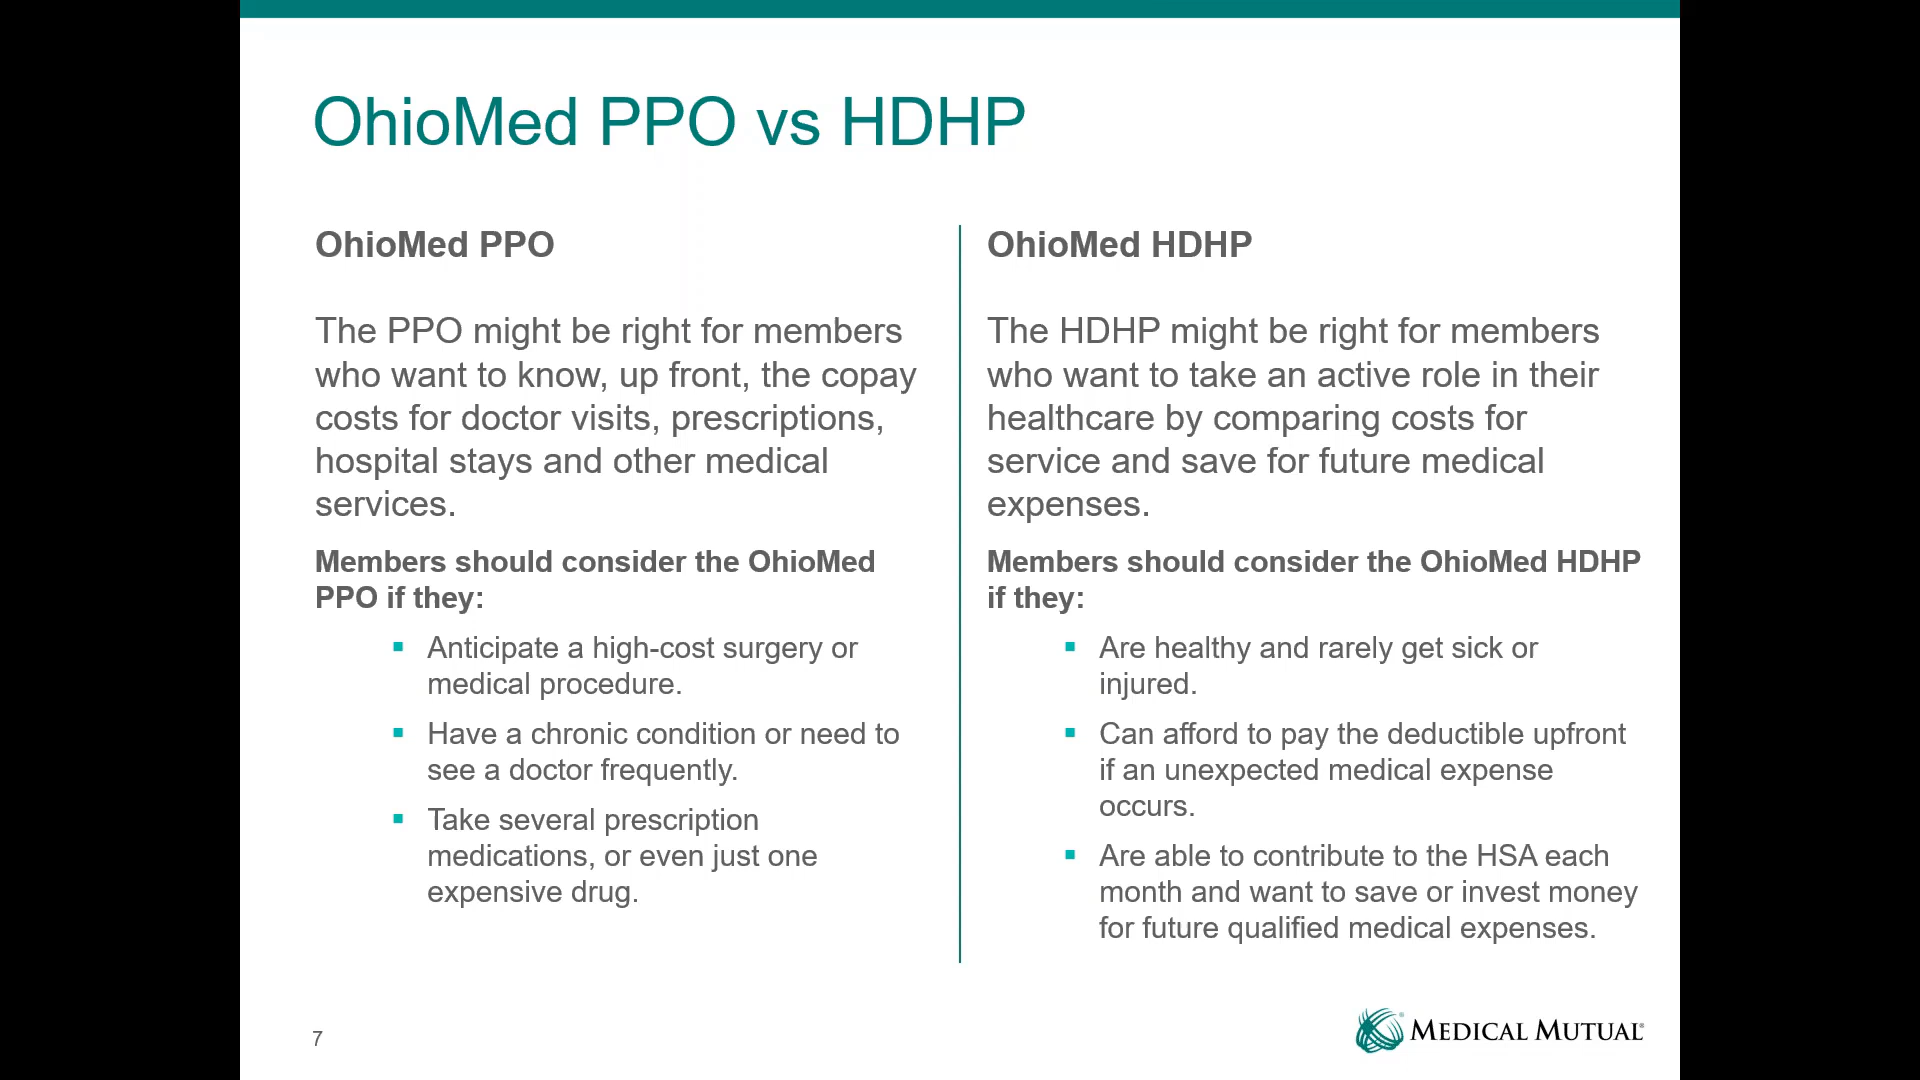 OhioMed PPO vs HDHP
OhioMed PPO
The PPO might be right for members
who want to know, up front, the copay
costs for doctor visits, prescriptions,
hospital stays and other medical
services.
Members should consider the OhioMed
PPO if they:
▪ Anticipate a high-cost surgery or
medical procedure.
▪ Have a chronic condition or need to
see a doctor frequently.
▪ Take several prescription
medications, or even just one
expensive drug.
OhioMed HDHP
The HDHP might be right for members
who want to take an active role in their
healthcare by comparing costs for
service and save for future medical
expenses.
Members should consider the OhioMed HDHP
if they:
▪ Are healthy and rarely get sick or
injured.
▪ Can afford to pay the deductible upfront
if an unexpected medical expense
occurs.
▪ Are able to contribute to the HSA each
month and want to save or invest money
for future qualified medical expenses.
7
® MEDICAL MUTUAL®